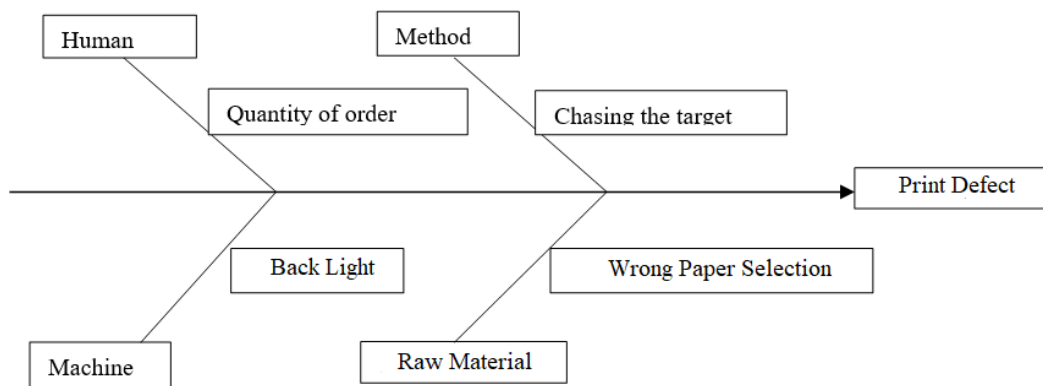 Human
Method
Quantity of order
Chasing the target
Print Defect
Back Light
Wrong Paper Selection
Machine
Raw Material